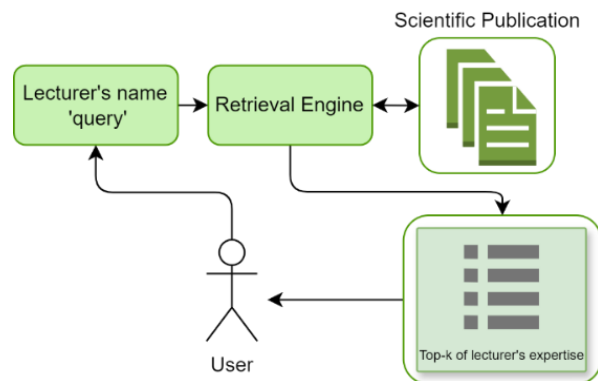 Scientific Publication
Lecturer's name
'query'
Retrieval Engine
User
Top-k of lecturer's expertise